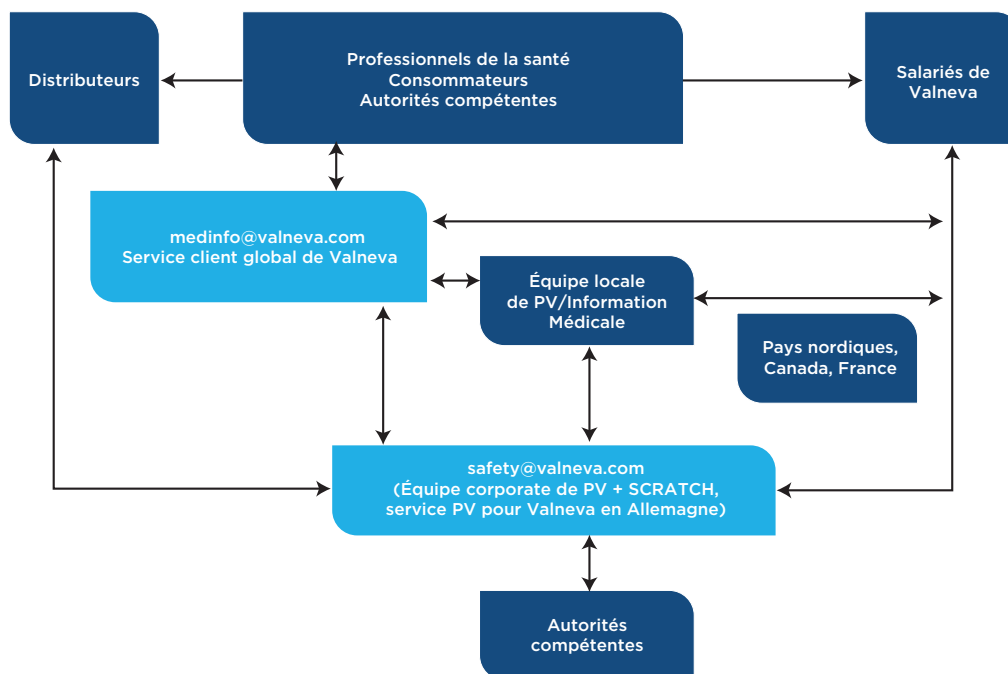 Distributeurs
Professionnels de la santé
Consommateurs
Autorités compétentes
Salariés de
Valneva
medinfo@valneva.com
Service client global de Valneva
Équipe locale
de PV/Information
Médicale
Pays nordiques,
Canada, France
safety@valneva.com
(Équipe corporate de PV + SCRATCH,
service PV pour Valneva en Allemagne)
Autorités
compétentes